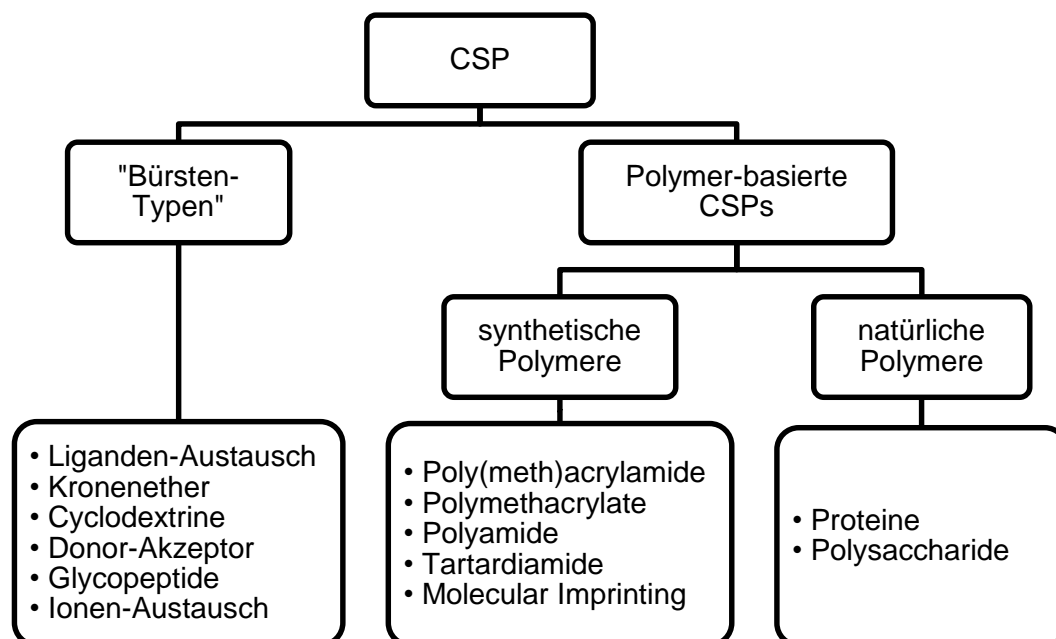 CSP
"Bürsten-
Typen"
Polymer-basierte
CSPs
synthetische
Polymere
natürliche
Polymere
• Liganden-Austausch
• Kronenether
• Cyclodextrine
• Donor-Akzeptor
• Glycopeptide
• Ionen-Austausch
• Poly(meth)acrylamide
• Polymethacrylate
• Polyamide
• Tartardiamide
• Molecular Imprinting
• Proteine
• Polysaccharide